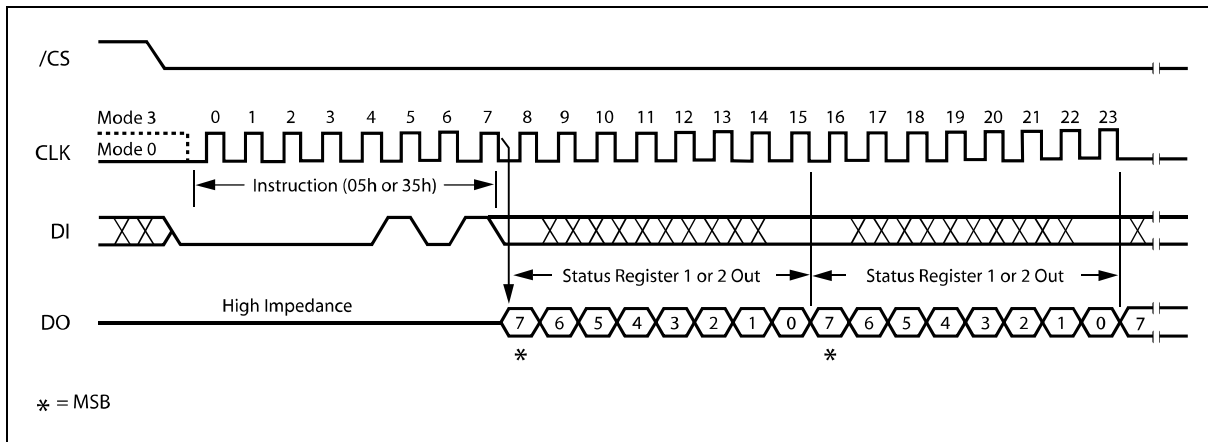 /CS
Mode 3
0 1 2 3 4 5 6 7 8 9 10 11 12 13 14 15 16 17 18 19 20 21 22 23
CLK
Mode 0
Instruction (05h or 35h)
DI
Status Register 1 or 2 Out
Status Register 1 or 2 Out
High Impedance
DO
7 6 5 4 3 2 1 0 7 6 5 4 3 2 1 0 7
* *
* = MSB